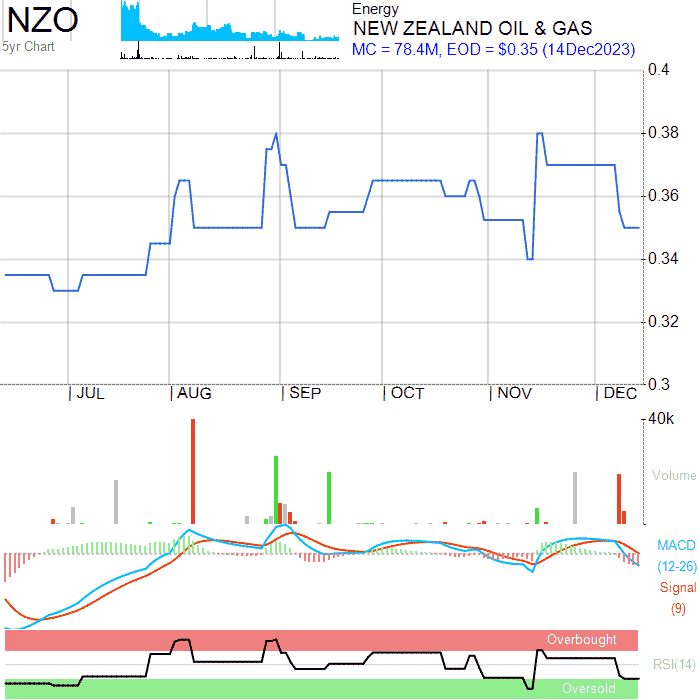 NZO
5yr Chart
Energy
NEW ZEALAND OIL & GAS
MC = 78.4M, EOD = $0.35 (14Dec2023)
0.4
0.38
0.36
0.34
0.32
0.3
JUL AUG SEP OCT NOV DEC
40k
Volume
MACD
(12-26)
Signal
(9)
Overbought
RSI(14)
Oversold